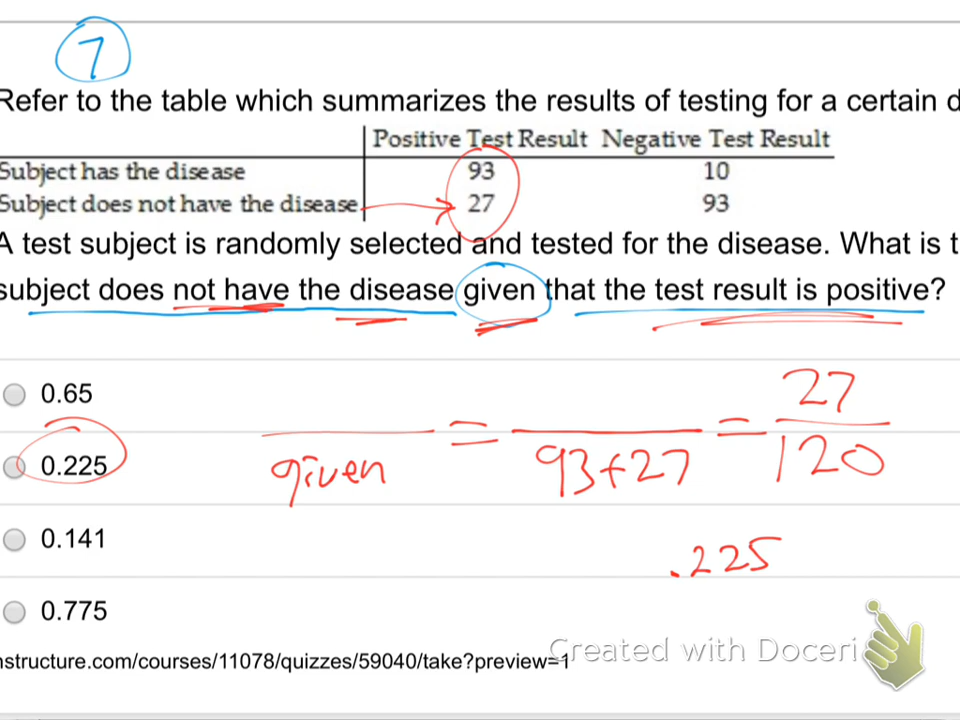 7
Refer to the table which summarizes the results of testing for a certain d
Positive Test Result Negative Test Result
Subject has the disease 93 10
Subject does not have the disease 27 93
A test subject is randomly selected and tested for the disease. What is t
subject does not have the disease given that the test result is positive?
0.65
0.225
0.141
0.775
given = 93+27 = 27
120
.225
nstructure.com/courses/11078/quizzes/59040/take?preview=1
Created with Doceri